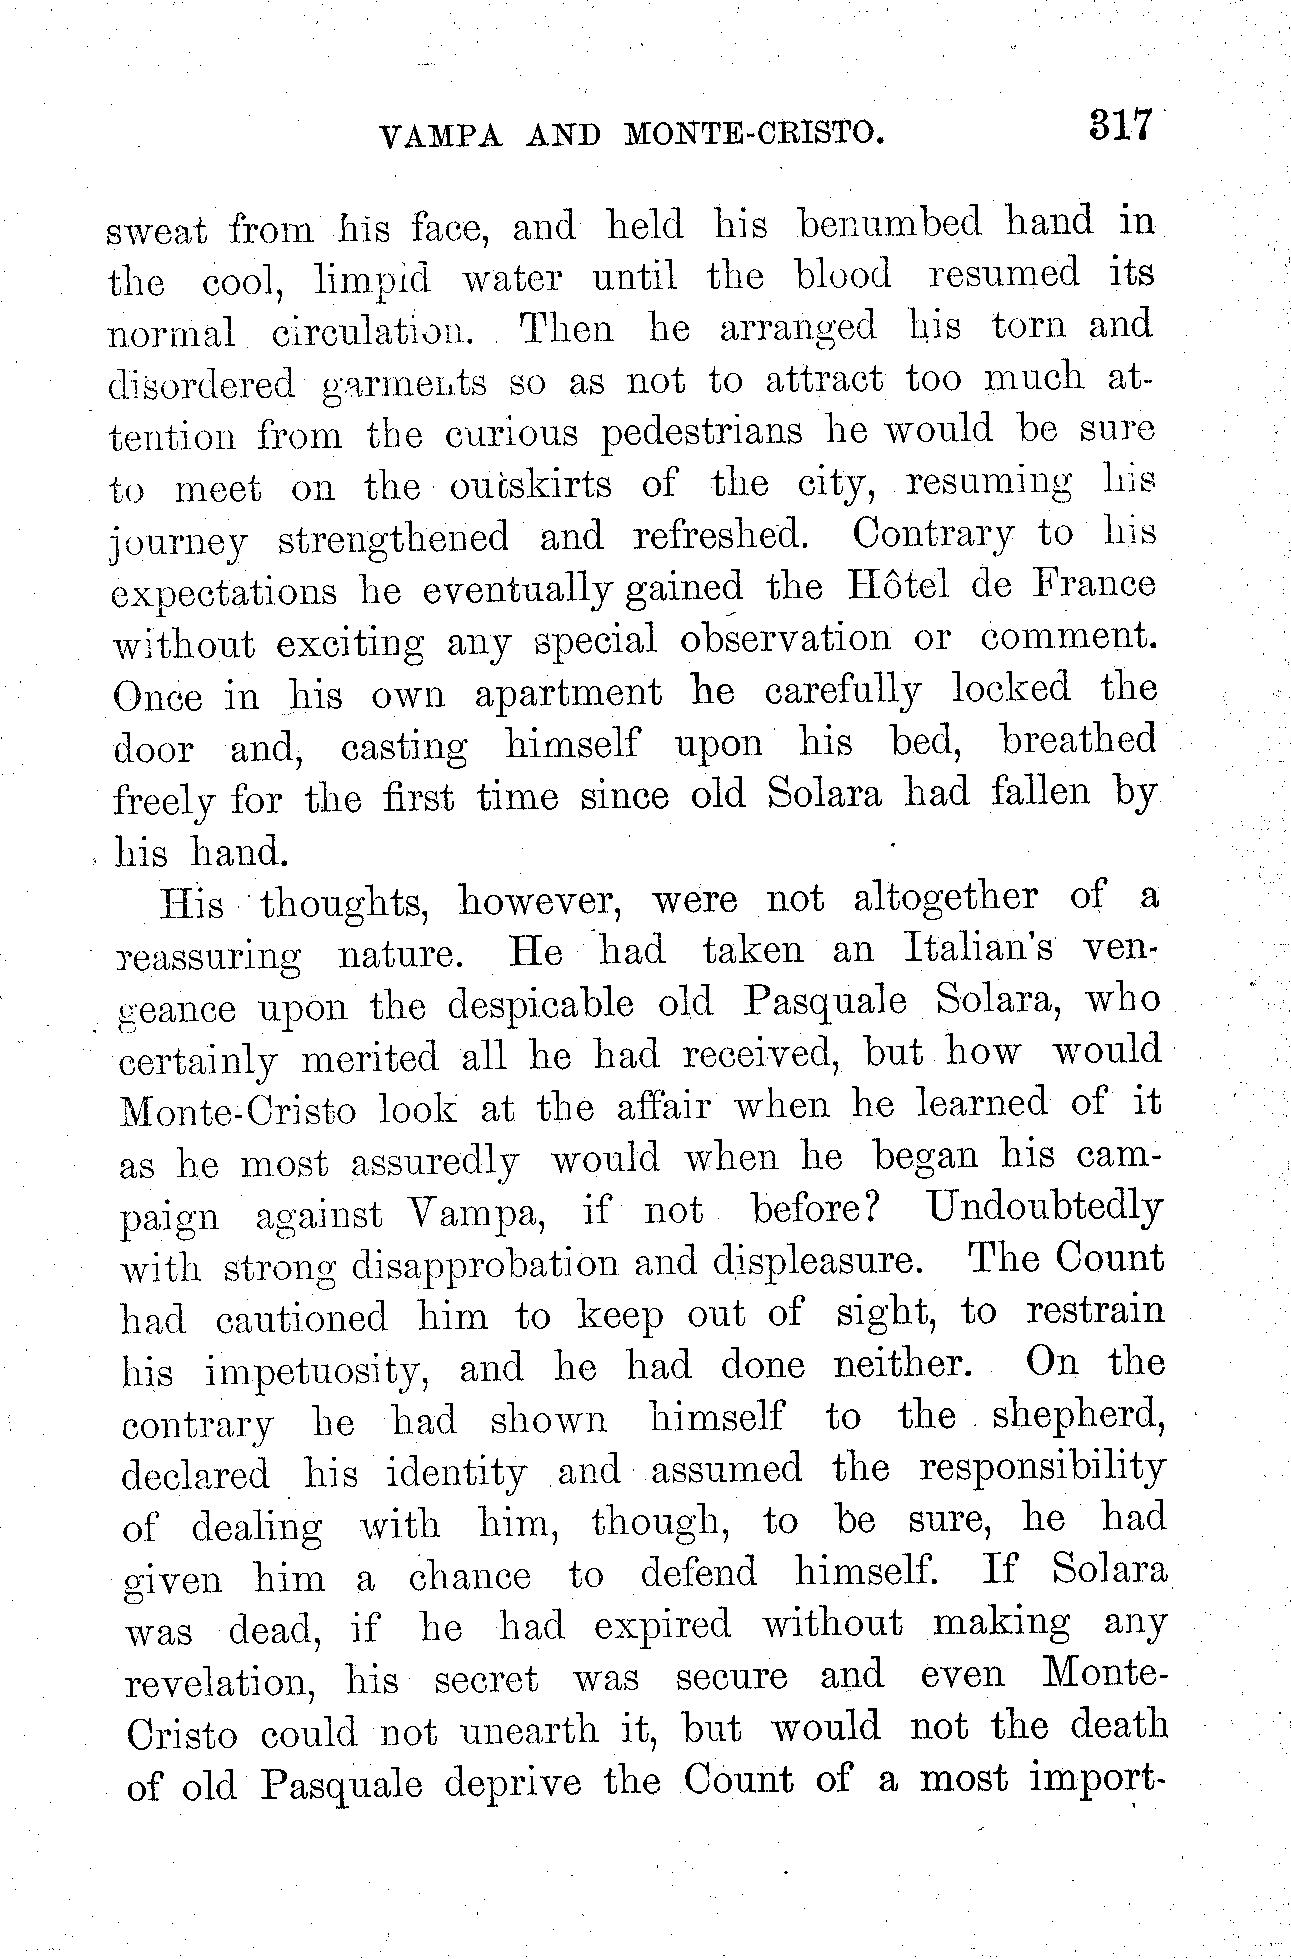 VAMPA AND MONTE-CRISTO. 317
sweat from his face, and held his benumbed hand in
the cool, limpid water until the blood resumed its
normal circulation. Then he arranged his torn and
disordered garments so as not to attract too much at-
tention from the curious pedestrians he would be sure
to meet on the outskirts of the city, resuming his
journey strengthened and refreshed. Contrary to his
expectations he eventually gained the Hôtel de France
without exciting any special observation or comment.
Once in his own apartment he carefully locked the
door and, casting himself upon his bed, breathed
freely for the first time since old Solara had fallen by
his hand.
His thoughts, however, were not altogether of a
reassuring nature. He had taken an Italian's ven-
geance upon the despicable old Pasquale Solara, who
certainly merited all he had received, but how would
Monte-Cristo look at the affair when he learned of it
as he most assuredly would when he began his cam-
paign against Vampa, if not before? Undoubtedly
with strong disapprobation and displeasure. The Count
had cautioned him to keep out of sight, to restrain
his impetuosity, and he had done neither. On the
contrary he had shown himself to the shepherd,
declared his identity and assumed the responsibility
of dealing with him, though, to be sure, he had
given him a chance to defend himself. If Solara
was dead, if he had expired without making any
revelation, his secret was secure and even Monte-
Cristo could not unearth it, but would not the death
of old Pasquale deprive the Count of a most import-